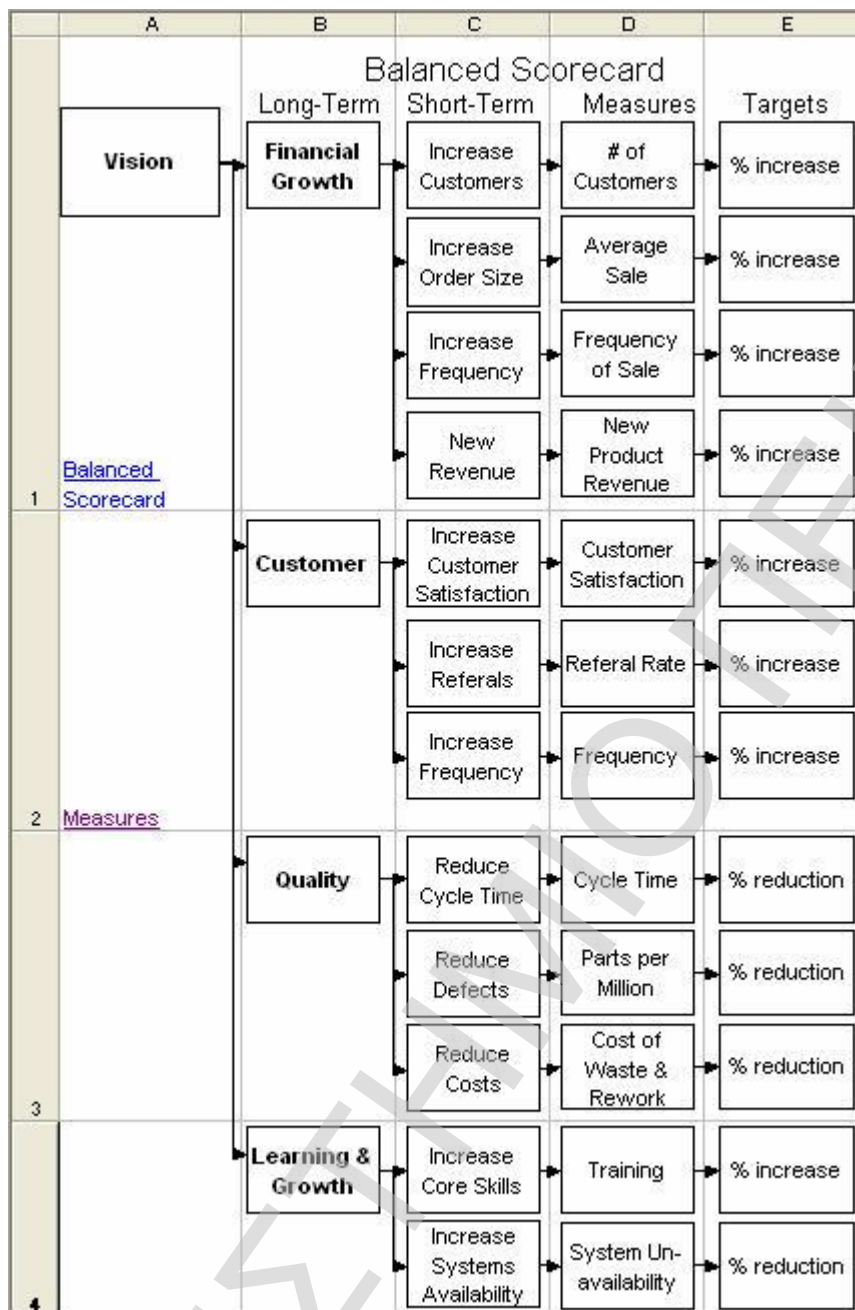 A B C D E
Balanced Scorecard
Long-Term Short-Term Measures Targets
Vision
Financial
Growth
Increase
Customers
# of
Customers
% increase
Increase
Order Size
Average
Sale
% increase
Increase
Frequency
Frequency
of Sale
% increase
New
Revenue
New
Product
Revenue
% increase
Balanced
Scorecard
1
Customer
Increase
Customer
Satisfaction
Customer
Satisfaction
% increase
Increase
Referals
Referal Rate
% increase
Increase
Frequency
Frequency
% increase
2
Measures
Quality
Reduce
Cycle Time
Cycle Time
% reduction
Reduce
Defects
Parts per
Million
% reduction
Reduce
Costs
Cost of
Waste &
Rework
% reduction
3
Learning &
Growth
Increase
Core Skills
Training
% increase
Increase
Systems
Availability
System Un-
availability
% reduction
4